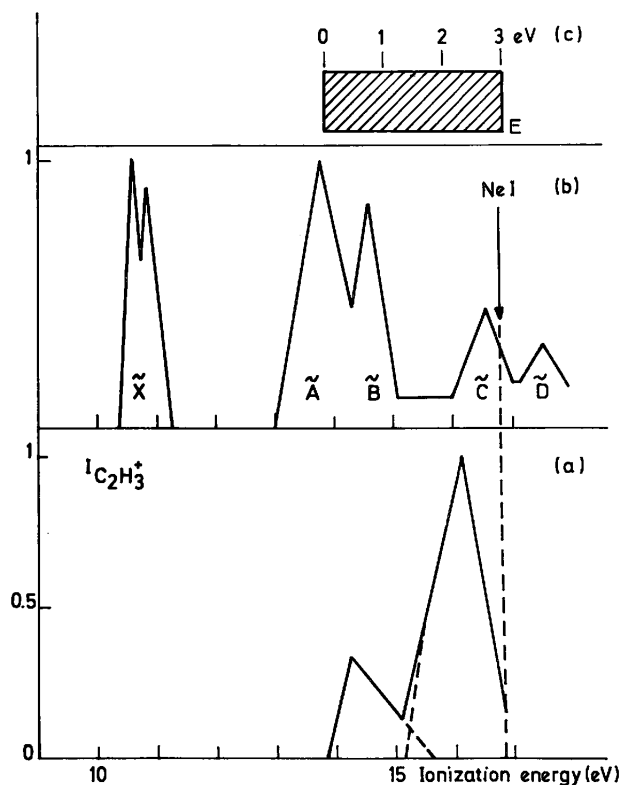 0 1 2 3 eV (c)
E
1
Ne I (b)
X̃ Ã B̃ C̃ D̃
1
I C₂H₃⁺ (a)
0.5
0
10 15 Ionization energy (eV)